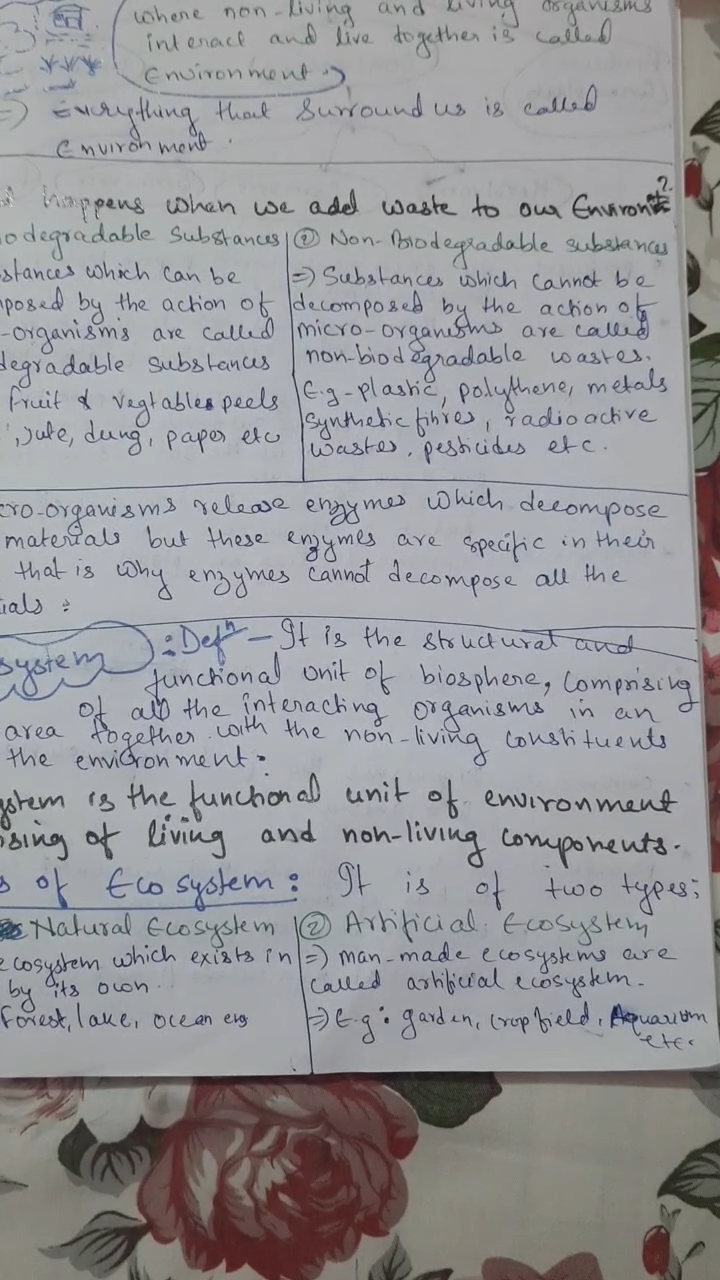 where non-living and living organisms
interact and live together is called
Environment.
=) Everything that Surround us is called
Environment.
Happens when we add waste to our Environ ?
odegradable Substances
stances which can be
posed by the action of
-organisms are called
degradable substances
fruit & vegtables peels
, Jute, dung, paper etc
② Non-Biodegradable substances
=) Substances which cannot be
decomposed by the action of
micro-organisms are called
non-biodegradable wastes.
E.g-plastic, polythene, metals
Synthetic fibres, radioactive
wastes, pesticides etc.
cro-organisms release enzymes which decompose
materials but these enzymes are specific in their
that is why enzymes cannot decompose all the
ials :
system :Defⁿ - It is the structural and
functional unit of biosphere, comprising
of all the interacting organisms in an
area together with the non-living constituents
the environment.
ystem is the functional unit of environment
ising of living and non-living components.
s of Ecosystem: It is of two types;
Natural Ecosystem
ecosystem which exists in
by its own.
Forest, lake, ocean
② Artificial Ecosystem
=) man-made ecosystems are
called artificial ecosystem.
=) E.g: garden, crop field, Aquarium
etc.